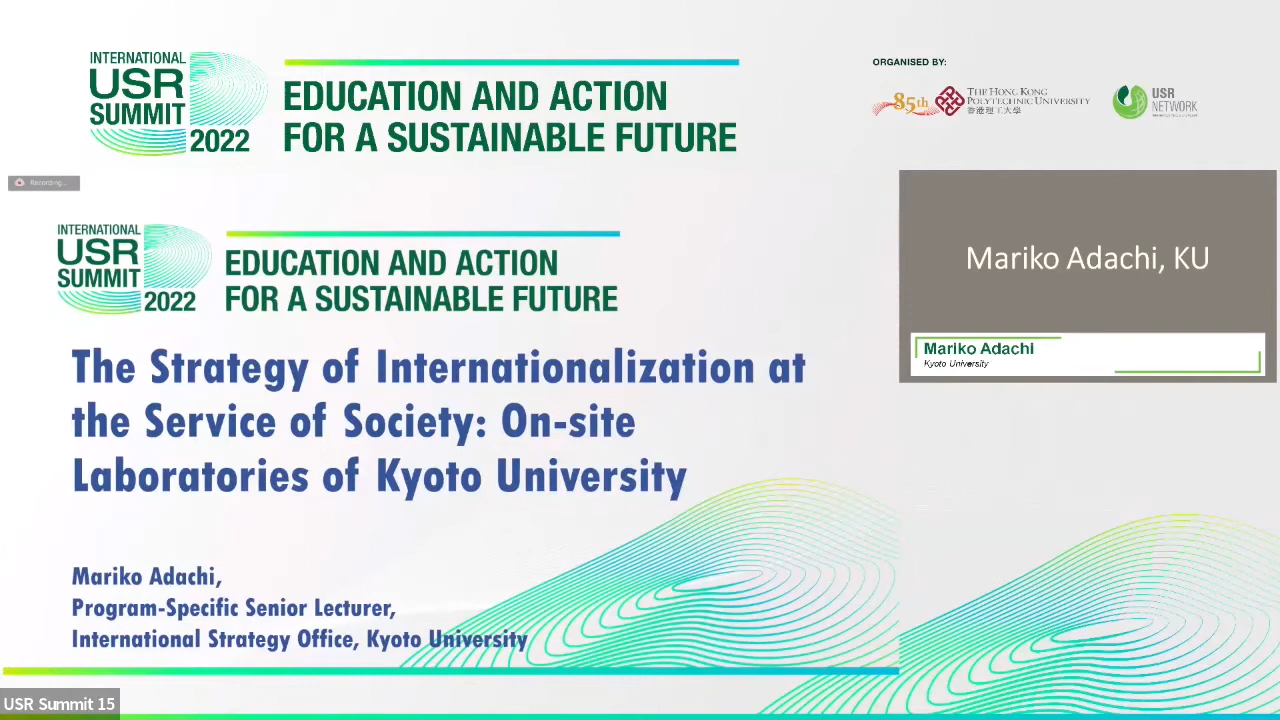 INTERNATIONAL
USR
SUMMIT
2022
EDUCATION AND ACTION
FOR A SUSTAINABLE FUTURE
ORGANISED BY:
85th
THE HONG KONG
POLYTECHNIC UNIVERSITY
香港理工大學
USR
NETWORK
Recording...
INTERNATIONAL
USR
SUMMIT
2022
EDUCATION AND ACTION
FOR A SUSTAINABLE FUTURE
Mariko Adachi, KU
Mariko Adachi
Kyoto University
The Strategy of Internationalization at
the Service of Society: On-site
Laboratories of Kyoto University
Mariko Adachi,
Program-Specific Senior Lecturer,
International Strategy Office, Kyoto University
USR Summit 15